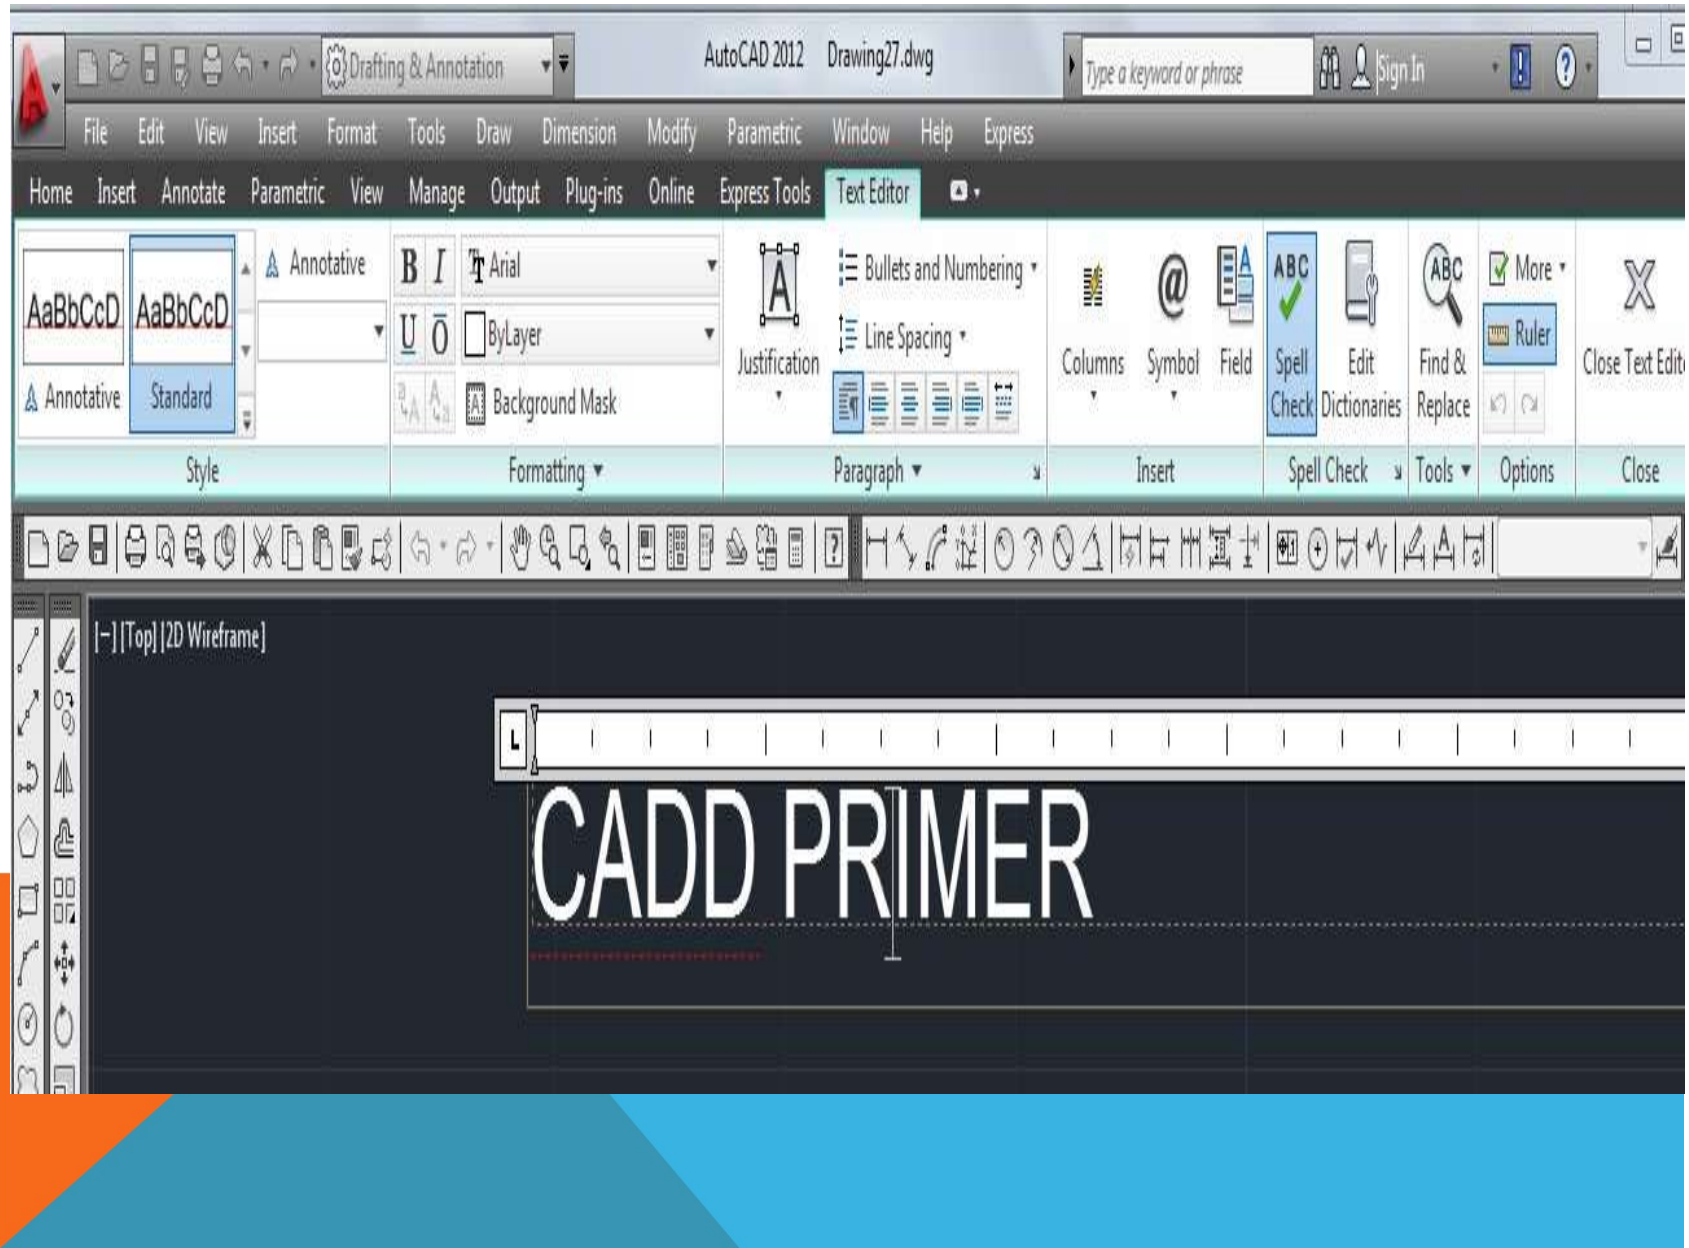 Drafting & Annotation AutoCAD 2012 Drawing27.dwg Type a keyword or phrase Sign In
File Edit View Insert Format Tools Draw Dimension Modify Parametric Window Help Express
Home Insert Annotate Parametric View Manage Output Plug-ins Online Express Tools Text Editor
AaBbCcD AaBbCcD Annotative B I Arial A Bullets and Numbering @ A ABC ABC More X
U O ByLayer Line Spacing Ruler
Justification Columns Symbol Field Spell Check Edit Dictionaries Find & Replace Close Text Edito
Annotative Standard Background Mask
Style Formatting Paragraph Insert Spell Check Tools Options Close
[–] [Top] [2D Wireframe]
L
CADD PRIMER